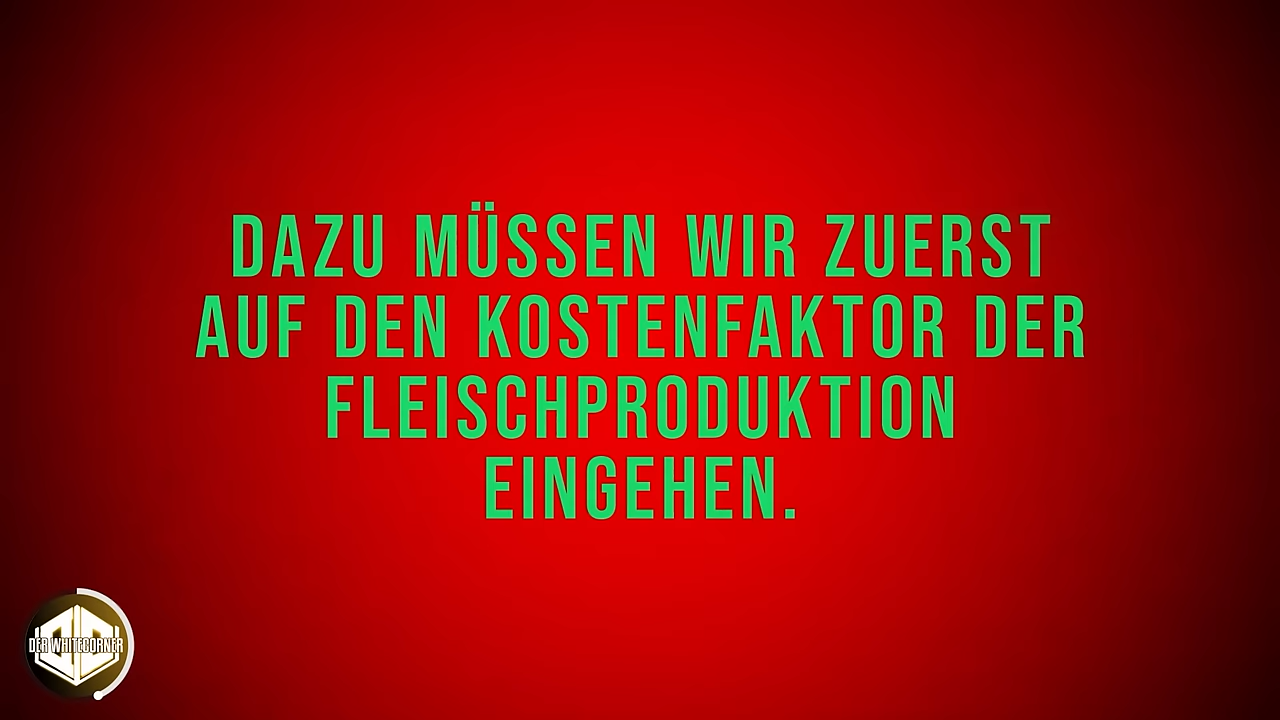 DAZU MÜSSEN WIR ZUERST
AUF DEN KOSTENFAKTOR DER
FLEISCHPRODUKTION
EINGEHEN.
DER WHITECORNER